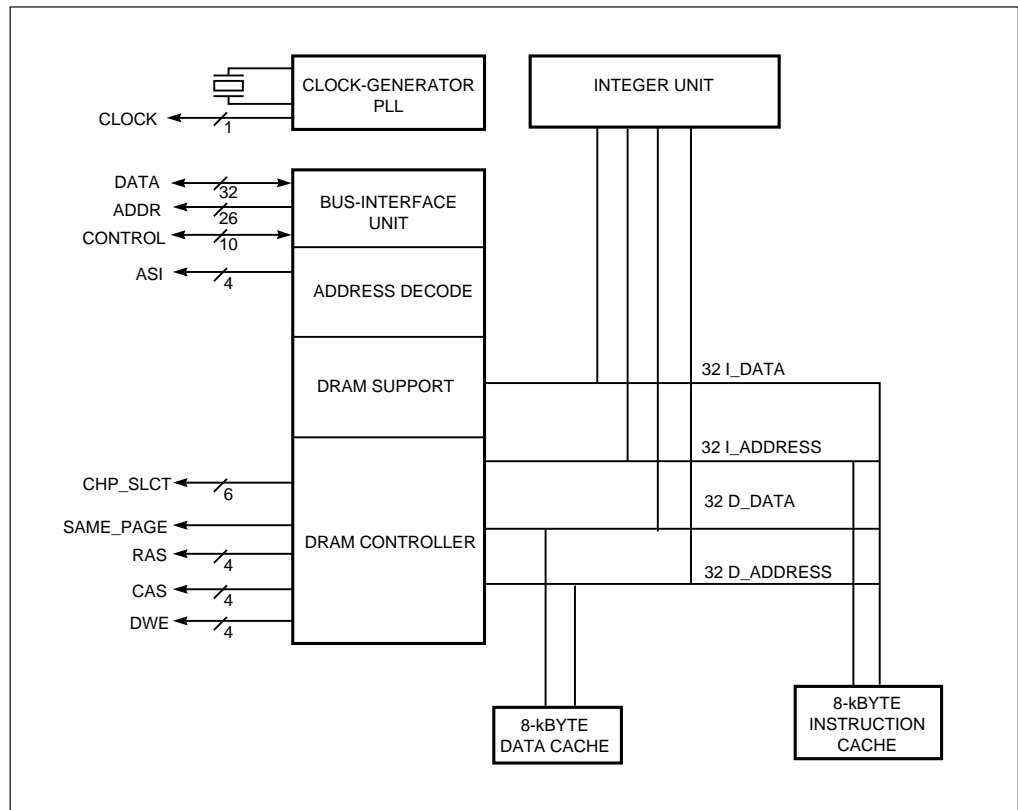 CLOCK-GENERATOR
PLL
INTEGER UNIT
CLOCK
1
DATA
32
ADDR
26
CONTROL
10
ASI
4
BUS-INTERFACE
UNIT
ADDRESS DECODE
DRAM SUPPORT
DRAM CONTROLLER
CHP_SLCT
6
SAME_PAGE
RAS
4
CAS
4
DWE
4
32 I_DATA
32 I_ADDRESS
32 D_DATA
32 D_ADDRESS
8-kBYTE
DATA CACHE
8-kBYTE
INSTRUCTION
CACHE